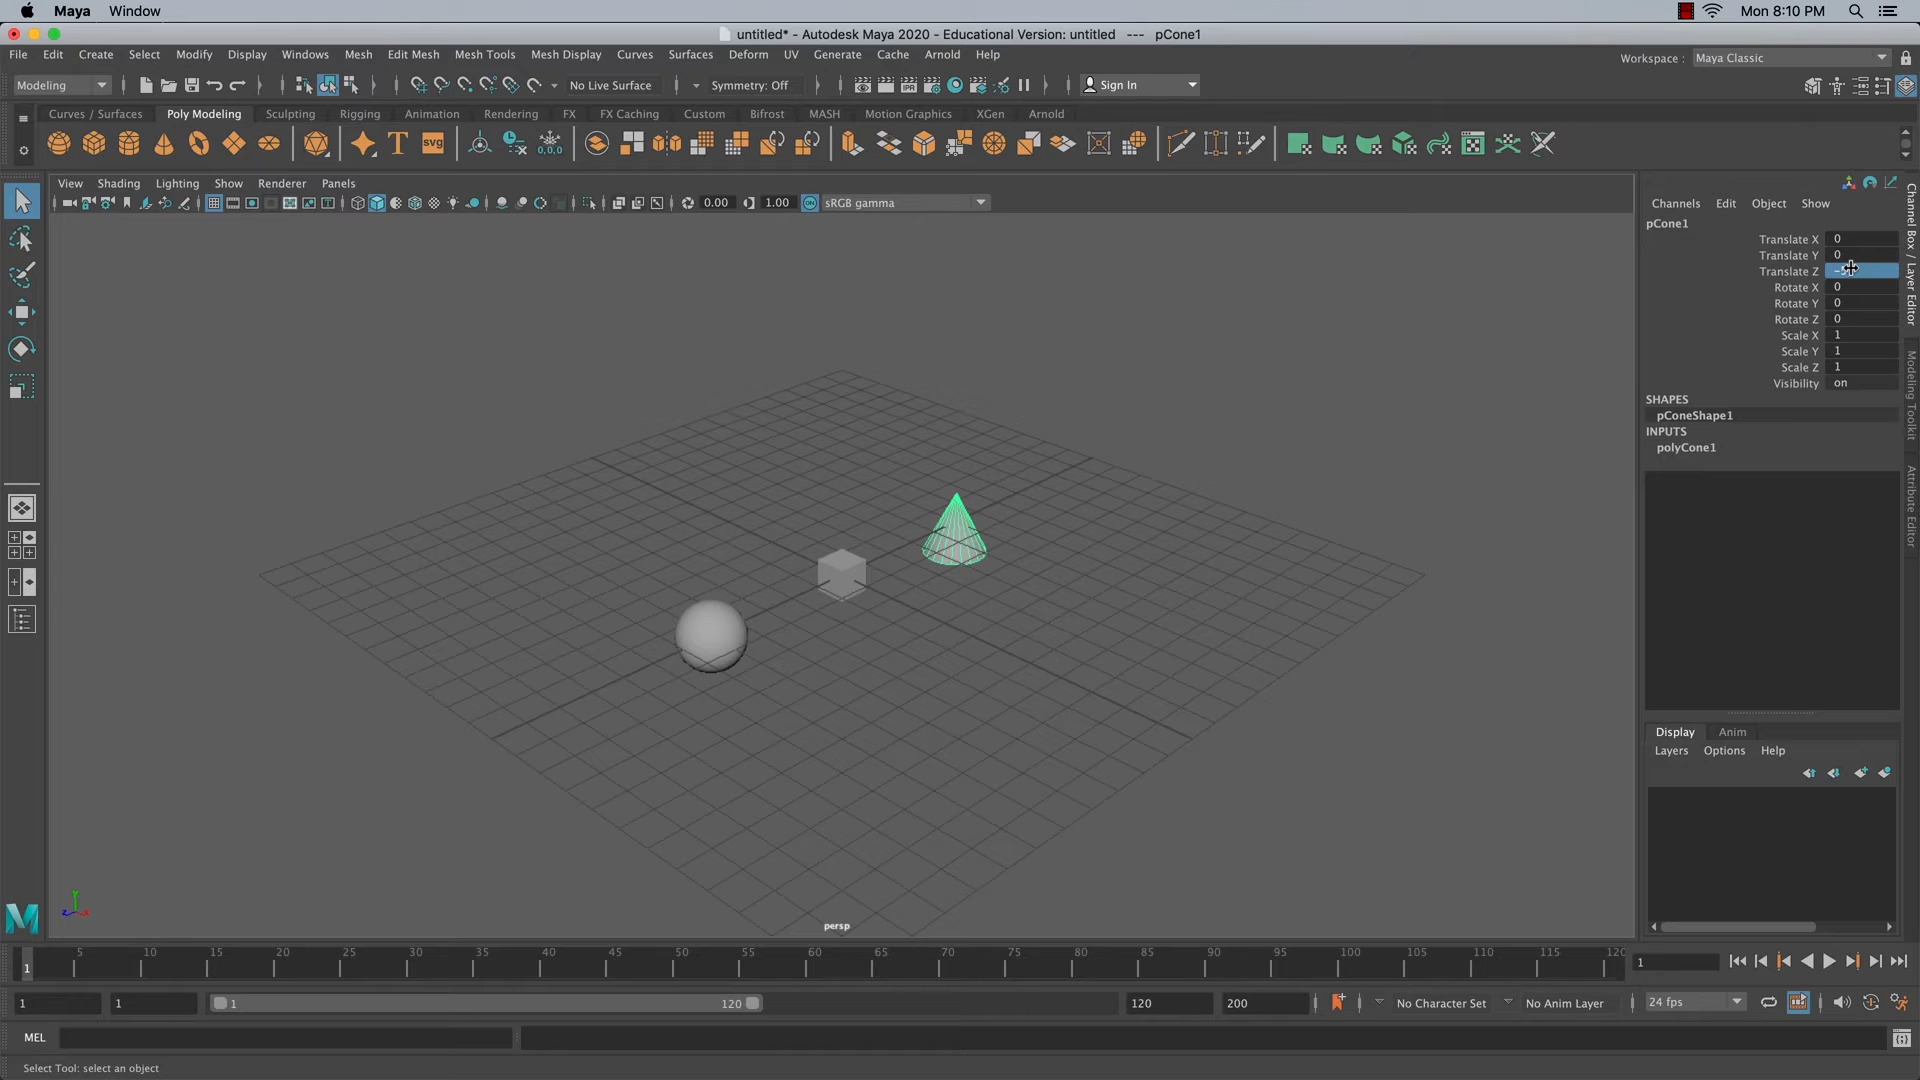 Maya Window Mon 8:10 PM
untitled* - Autodesk Maya 2020 - Educational Version: untitled --- pCone1
File Edit Create Select Modify Display Windows Mesh Edit Mesh Mesh Tools Mesh Display Curves Surfaces Deform UV Generate Cache Arnold Help Workspace : Maya Classic
Modeling No Live Surface Symmetry: Off Sign In
Curves / Surfaces Poly Modeling Sculpting Rigging Animation Rendering FX FX Caching Custom Bifrost MASH Motion Graphics XGen Arnold
T SVG 0,0,0
View Shading Lighting Show Renderer Panels
IPR
0.00 1.00 ON sRGB gamma
Channels Edit Object Show
pCone1
Translate X 0
Translate Y 0
Translate Z
Rotate X 0
Rotate Y 0
Rotate Z 0
Scale X 1
Scale Y 1
Scale Z 1
Visibility on
SHAPES
pConeShape1
INPUTS
polyCone1
Channel Box / Layer Editor
Modeling Toolkit
Attribute Editor
Display Anim
Layers Options Help
persp
Y
Z X
M
5 10 15 20 25 30 35 40 45 50 55 60 65 70 75 80 85 90 95 100 105 110 115 120
1 1
1 1 1 120 120 200 No Character Set No Anim Layer 24 fps
MEL
Select Tool: select an object